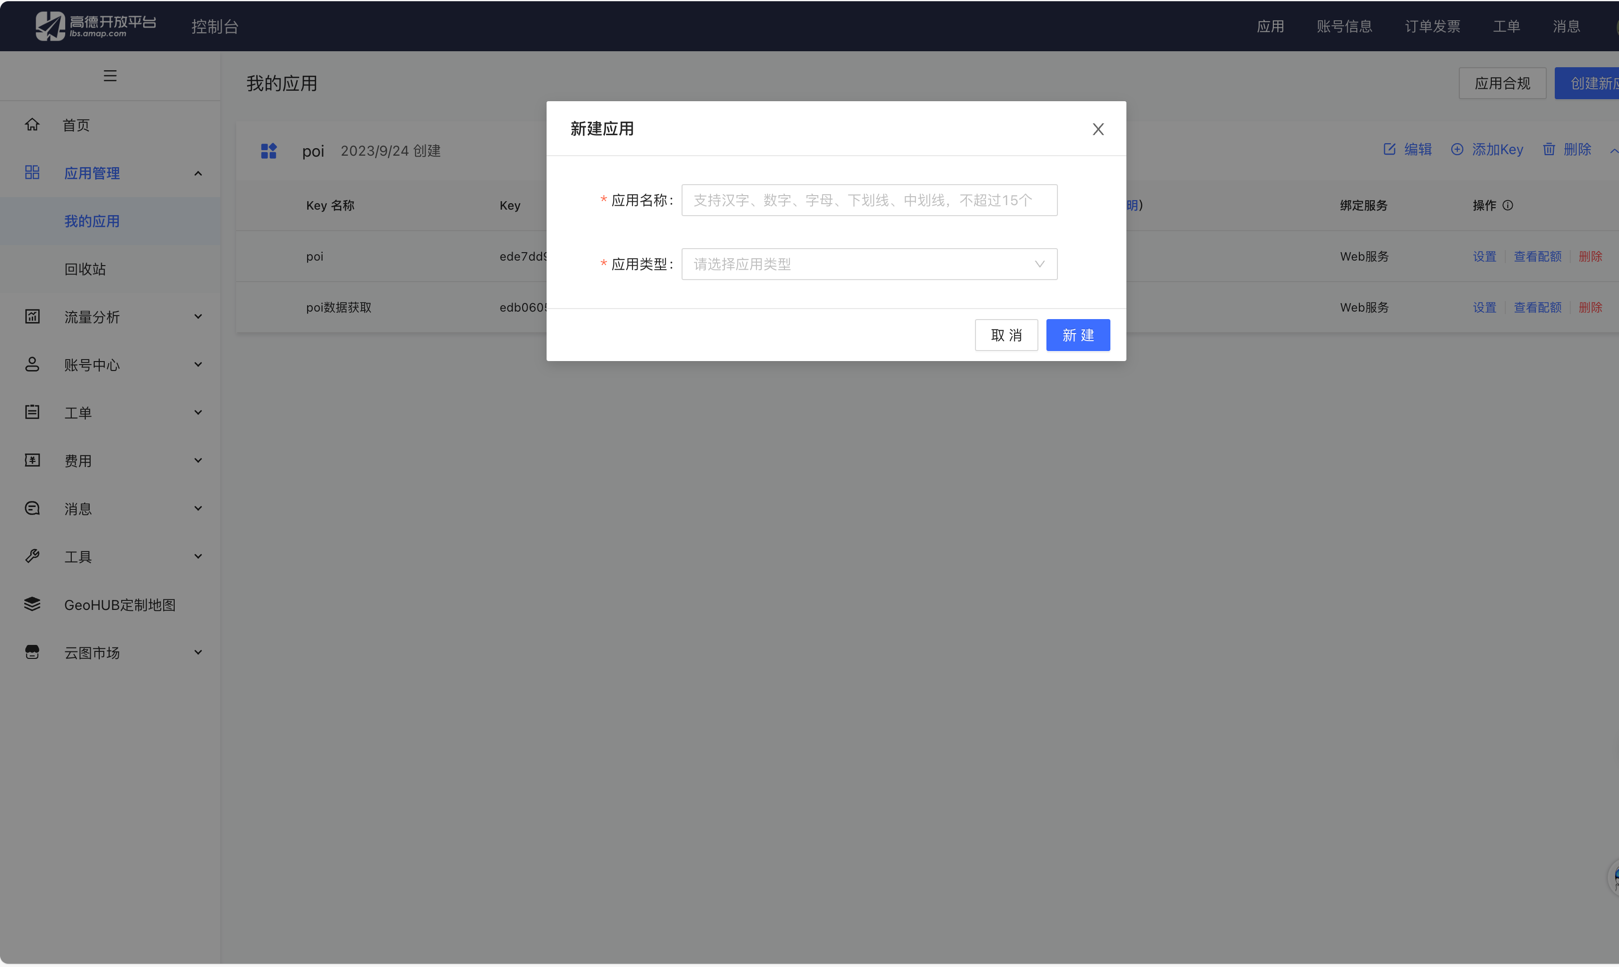 高德开放平台
lbs.amap.com
控制台
应用
账号信息
订单发票
工单
消息
我的应用
应用合规
首页
应用管理
我的应用
回收站
流量分析
账号中心
工单
费用
消息
工具
GeoHUB定制地图
云图市场
poi 2023/9/24 创建
编辑
添加Key
删除
Key 名称
Key
明)
绑定服务
操作
poi
ede7dd9
Web服务
设置
查看配额
删除
poi数据获取
edb060
Web服务
设置
查看配额
删除
新建应用
* 应用名称:
支持汉字、数字、字母、下划线、中划线，不超过15个
* 应用类型:
请选择应用类型
取 消
新 建
创建新